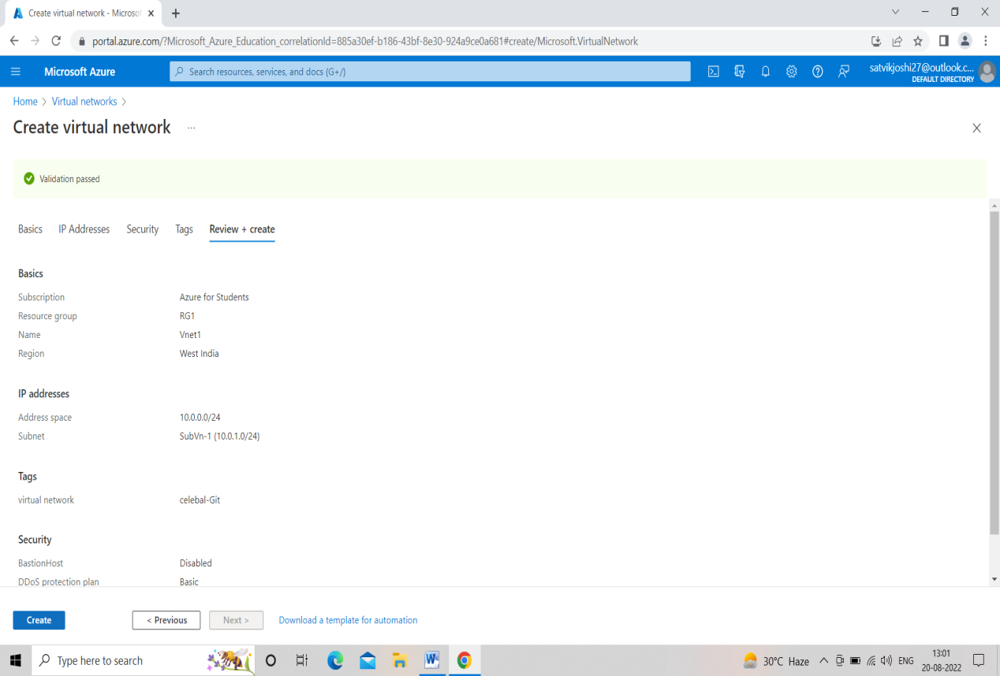 Create virtual network - Microsof
portal.azure.com/?Microsoft_Azure_Education_correlationId=885a30ef-b186-43bf-8e30-924a9ce0a681#create/Microsoft.VirtualNetwork
Microsoft Azure
Search resources, services, and docs (G+/)
satvikjoshi27@outlook.c...
DEFAULT DIRECTORY
Home > Virtual networks >
Create virtual network ...
Validation passed
Basics IP Addresses Security Tags Review + create
Basics
Subscription Azure for Students
Resource group RG1
Name Vnet1
Region West India
IP addresses
Address space 10.0.0.0/24
Subnet SubVn-1 (10.0.1.0/24)
Tags
virtual network celebal-Git
Security
BastionHost Disabled
DDoS protection plan Basic
Create < Previous Next > Download a template for automation
Type here to search
30°C Haze ENG 13:01
20-08-2022